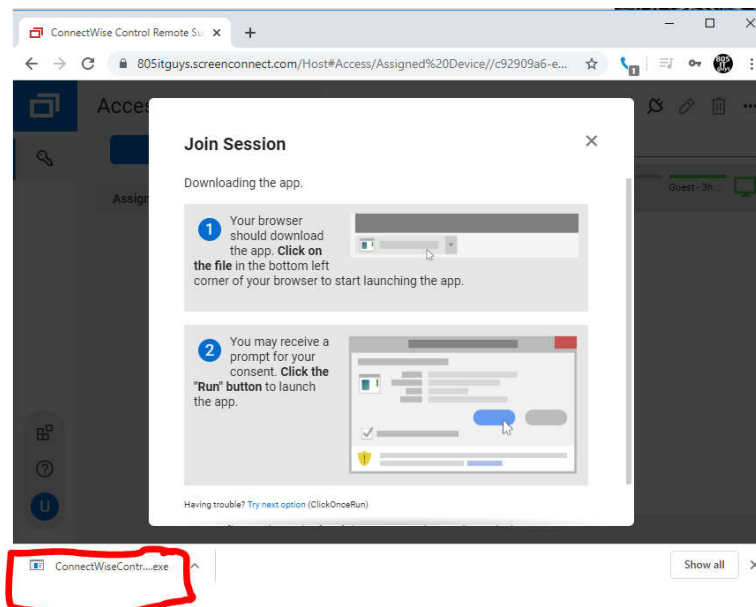 ConnectWise Control Remote Su
805itguys.screenconnect.com/Host#Access/Assigned%20Device//c92909a6-e...
805
IT
Acces
Join Session
Downloading the app.
Assign
Guest - 3h ...
1
Your browser
should download
the app. Click on
the file in the bottom left
corner of your browser to start launching the app.
2
You may receive a
prompt for your
consent. Click the
"Run" button to launch
the app.
U
Having trouble? Try next option (ClickOnceRun)
ConnectWiseContr....exe
Show all